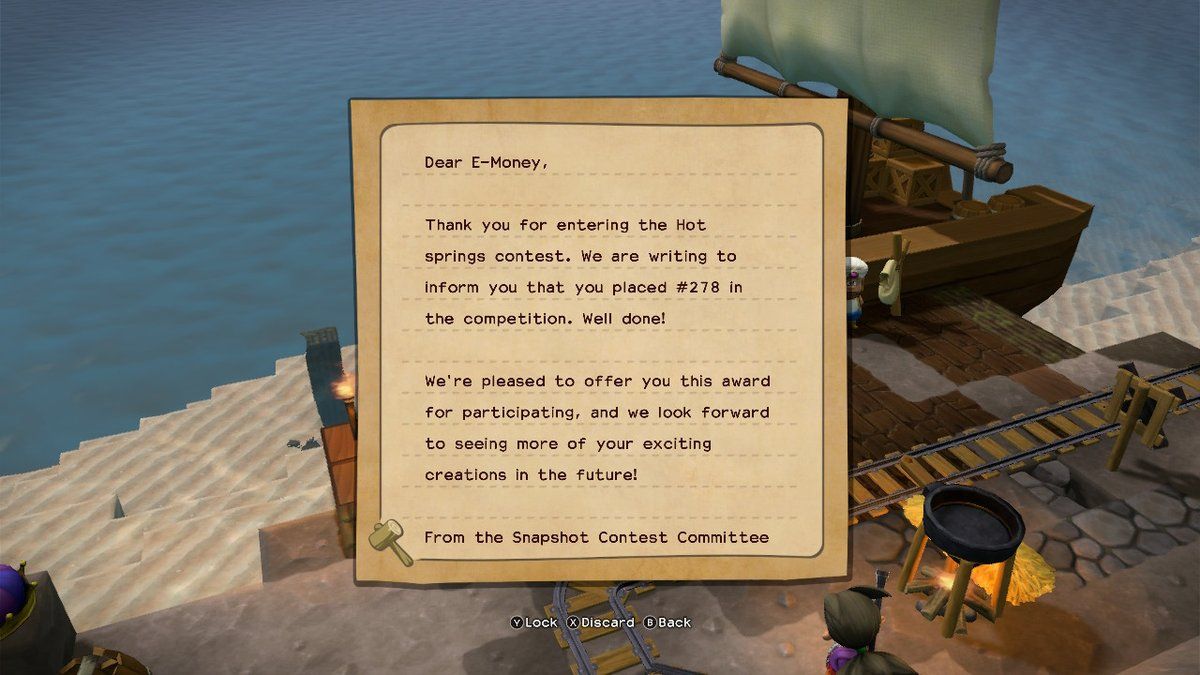 Dear E-Money,
Thank you for entering the Hot
springs contest. We are writing to
inform you that you placed #278 in
the competition. Well done!
We're pleased to offer you this award
for participating, and we look forward
to seeing more of your exciting
creations in the future!
From the Snapshot Contest Committee
Y Lock X Discard B Back